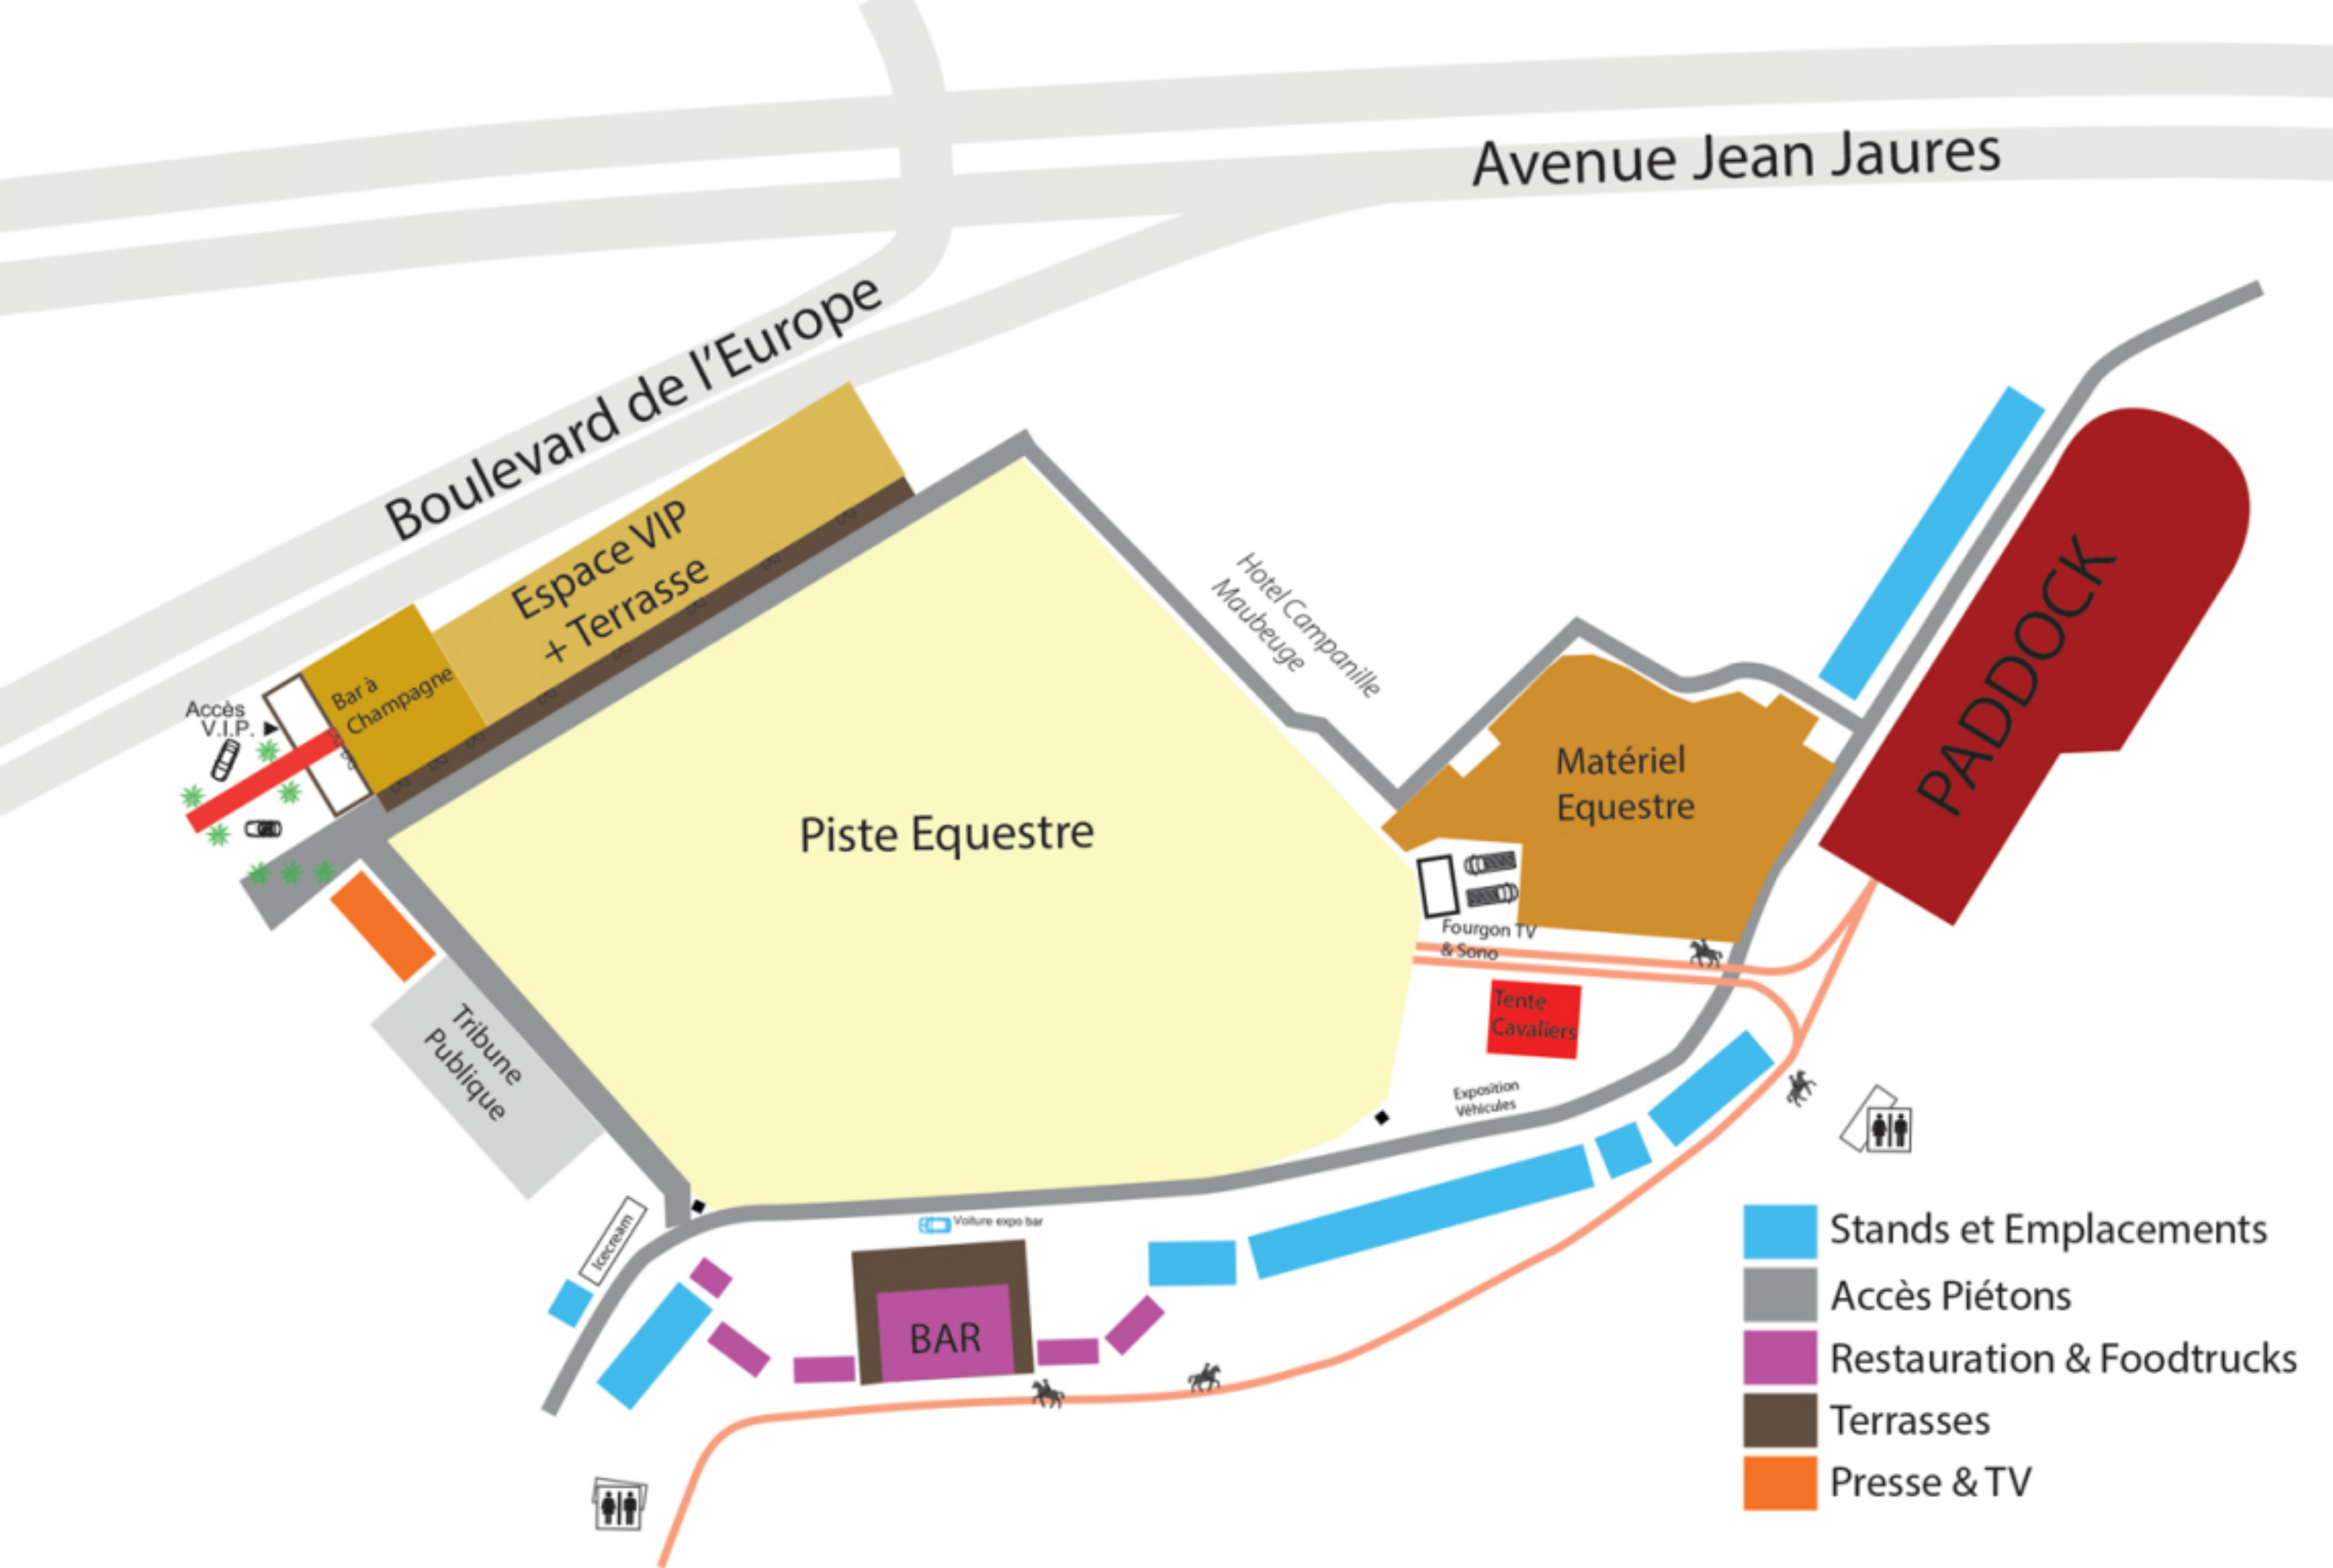 Avenue Jean Jaures
Boulevard de l'Europe
Espace VIP
+ Terrasse
Bar à
Champagne
Accès
V.I.P.
Hotel Campanille
Maubeuge
PADDOCK
Matériel
Equestre
Piste Equestre
Fourgon TV
& Sono
Tente
Cavaliers
Tribune
Publique
Exposition
Véhicules
Icecream
Voiture expo bar
BAR
Stands et Emplacements
Accès Piétons
Restauration & Foodtrucks
Terrasses
Presse & TV